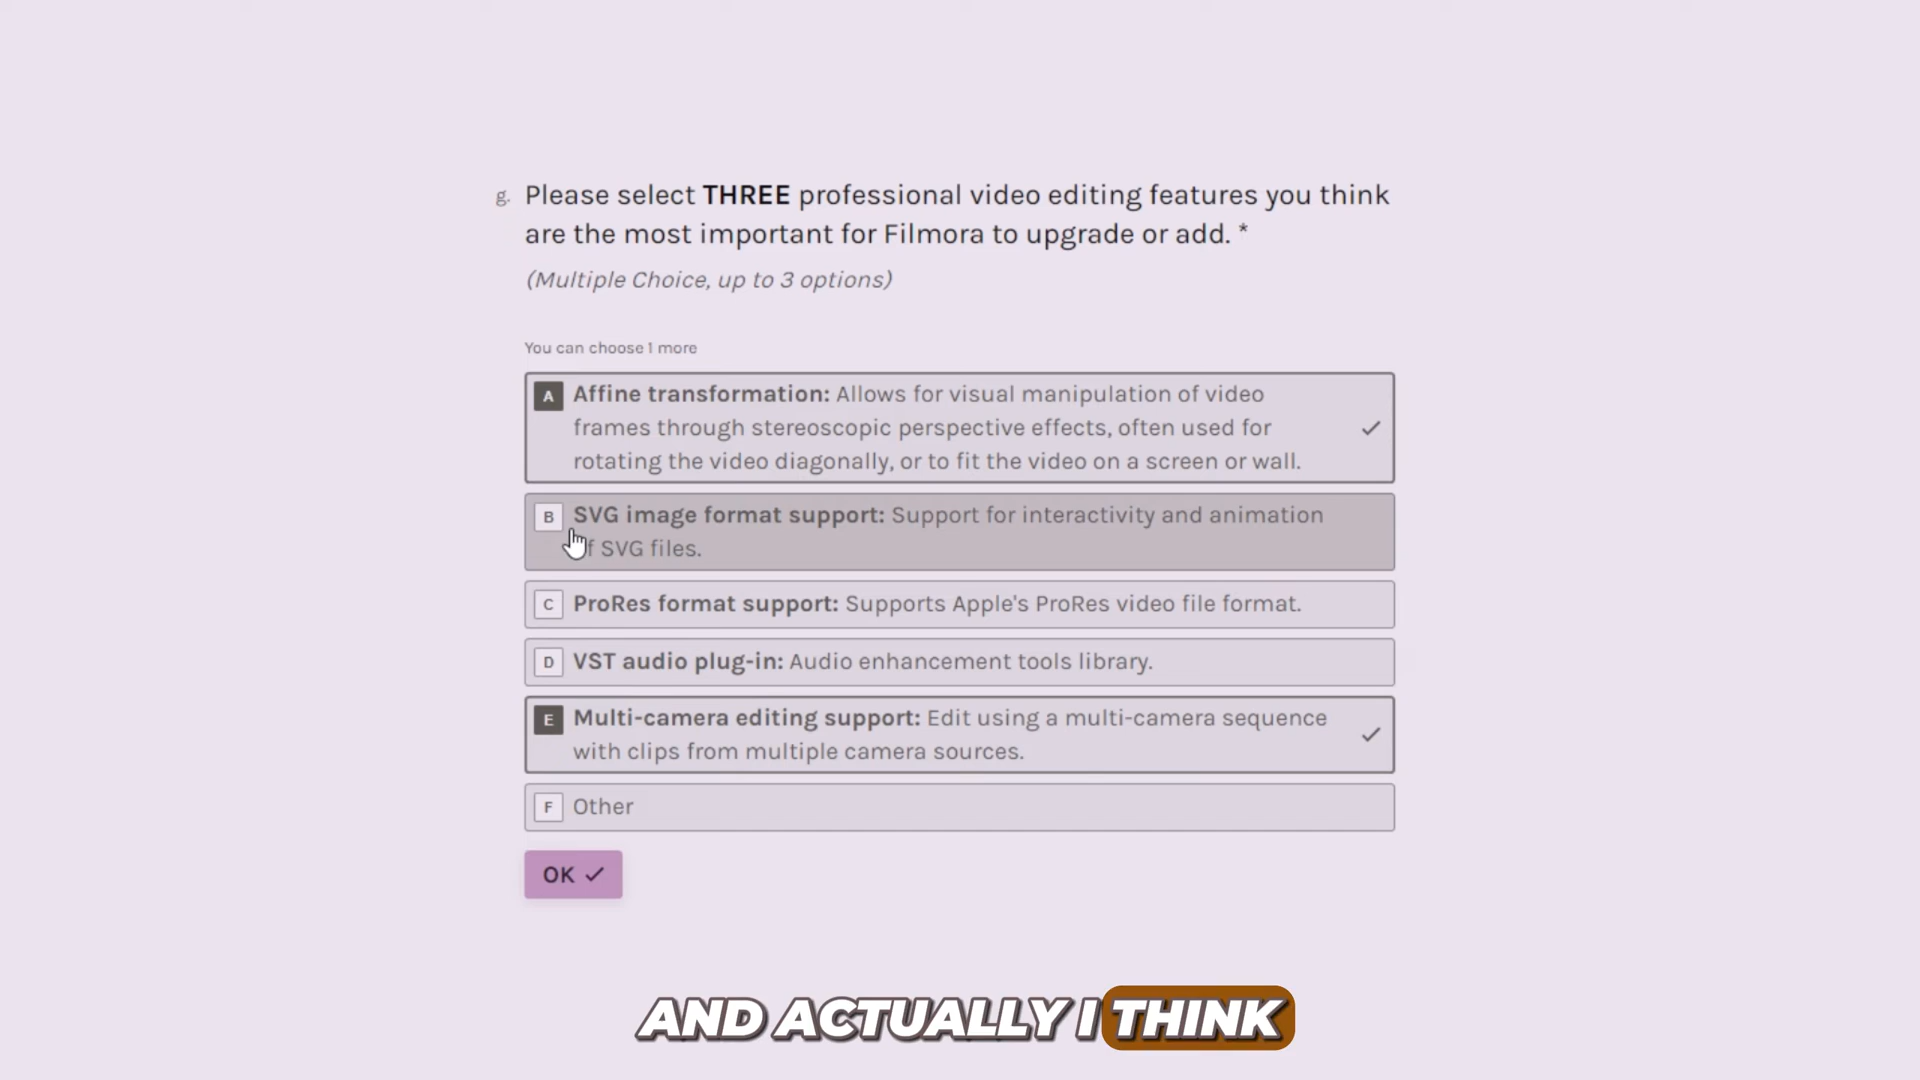 g. Please select THREE professional video editing features you think
are the most important for Filmora to upgrade or add. *
(Multiple Choice, up to 3 options)
You can choose 1 more
A Affine transformation: Allows for visual manipulation of video
frames through stereoscopic perspective effects, often used for
rotating the video diagonally, or to fit the video on a screen or wall.
B SVG image format support: Support for interactivity and animation
f SVG files.
C ProRes format support: Supports Apple's ProRes video file format.
D VST audio plug-in: Audio enhancement tools library.
E Multi-camera editing support: Edit using a multi-camera sequence
with clips from multiple camera sources.
F Other
OK
AND ACTUALLY I THINK